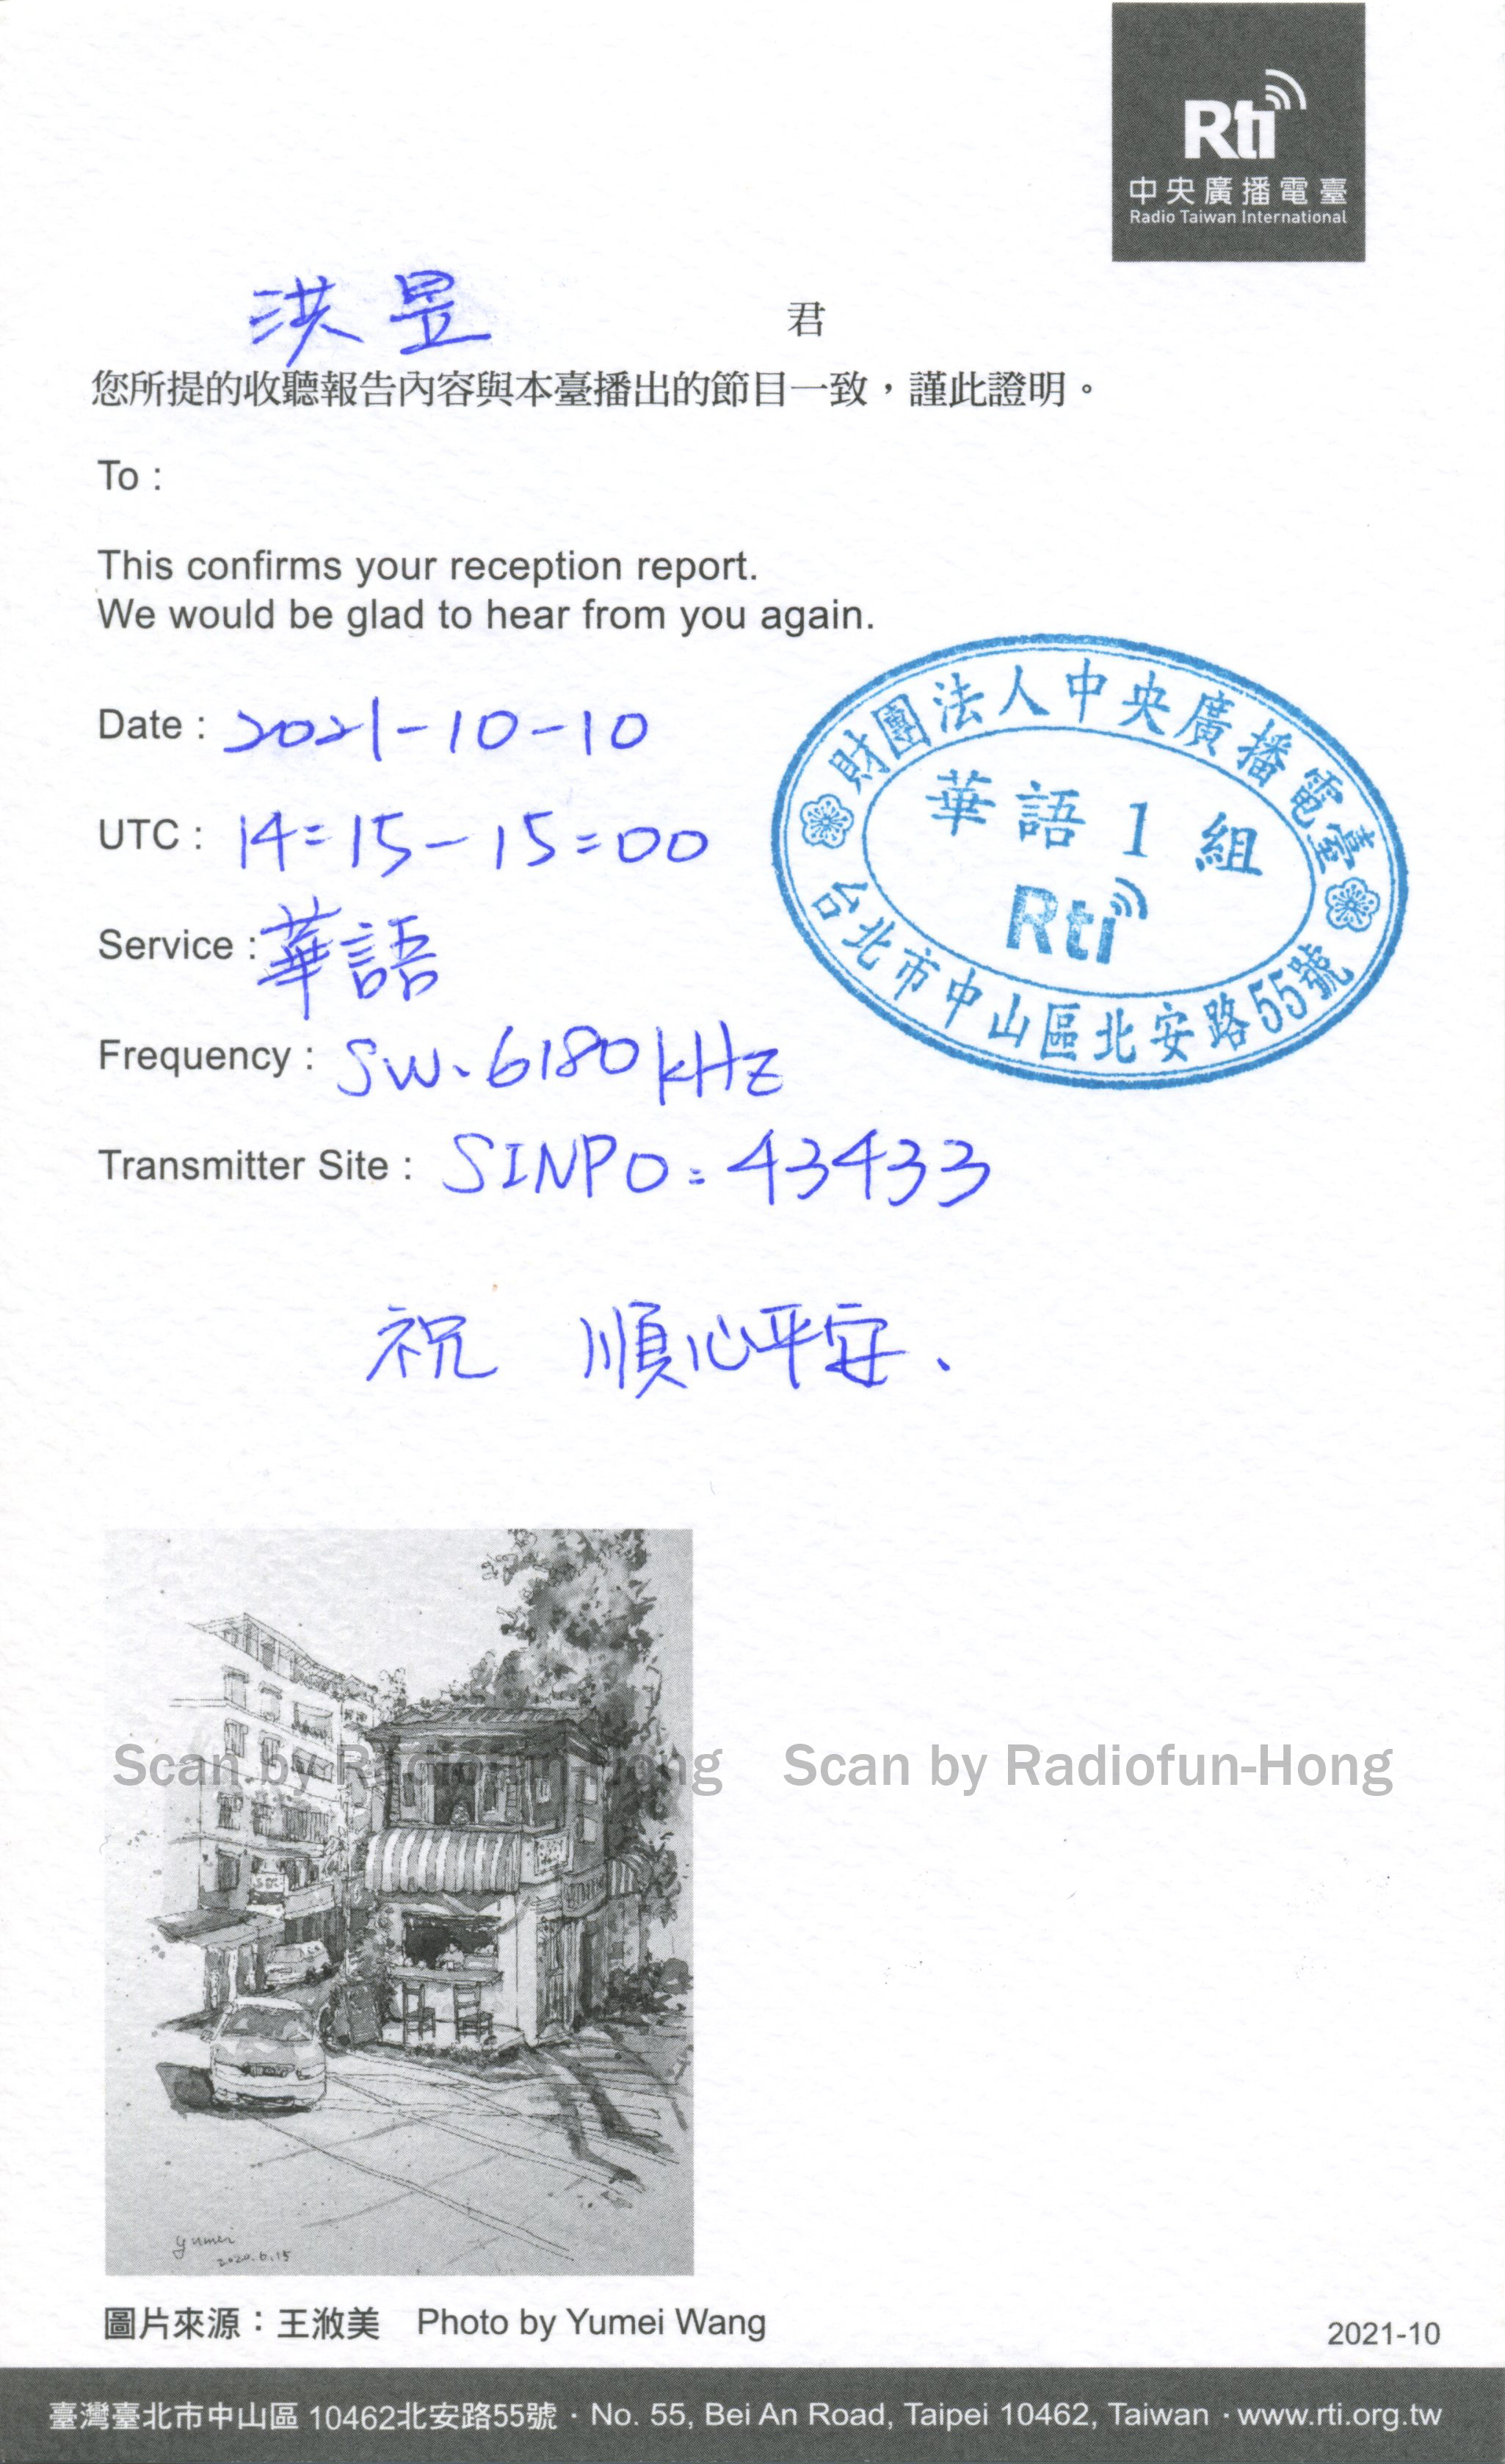 Rti
中央廣播電臺
Radio Taiwan International
洪昱 君
您所提的收聽報告內容與本臺播出的節目一致，謹此證明。
To :
This confirms your reception report.
We would be glad to hear from you again.
Date : 2021-10-10
UTC : 14:15-15:00
Service : 華語
Frequency : SW. 6180kHz
Transmitter Site : SINPO: 43433
財團法人中央廣播電臺
華語1組
Rti
台北市中山區北安路55號
祝 順心平安、
Scan by Radiofun-Hong Scan by Radiofun-Hong
yumei
2020.6.15
圖片來源：王滺美 Photo by Yumei Wang
2021-10
臺灣臺北市中山區 10462北安路55號 · No. 55, Bei An Road, Taipei 10462, Taiwan · www.rti.org.tw